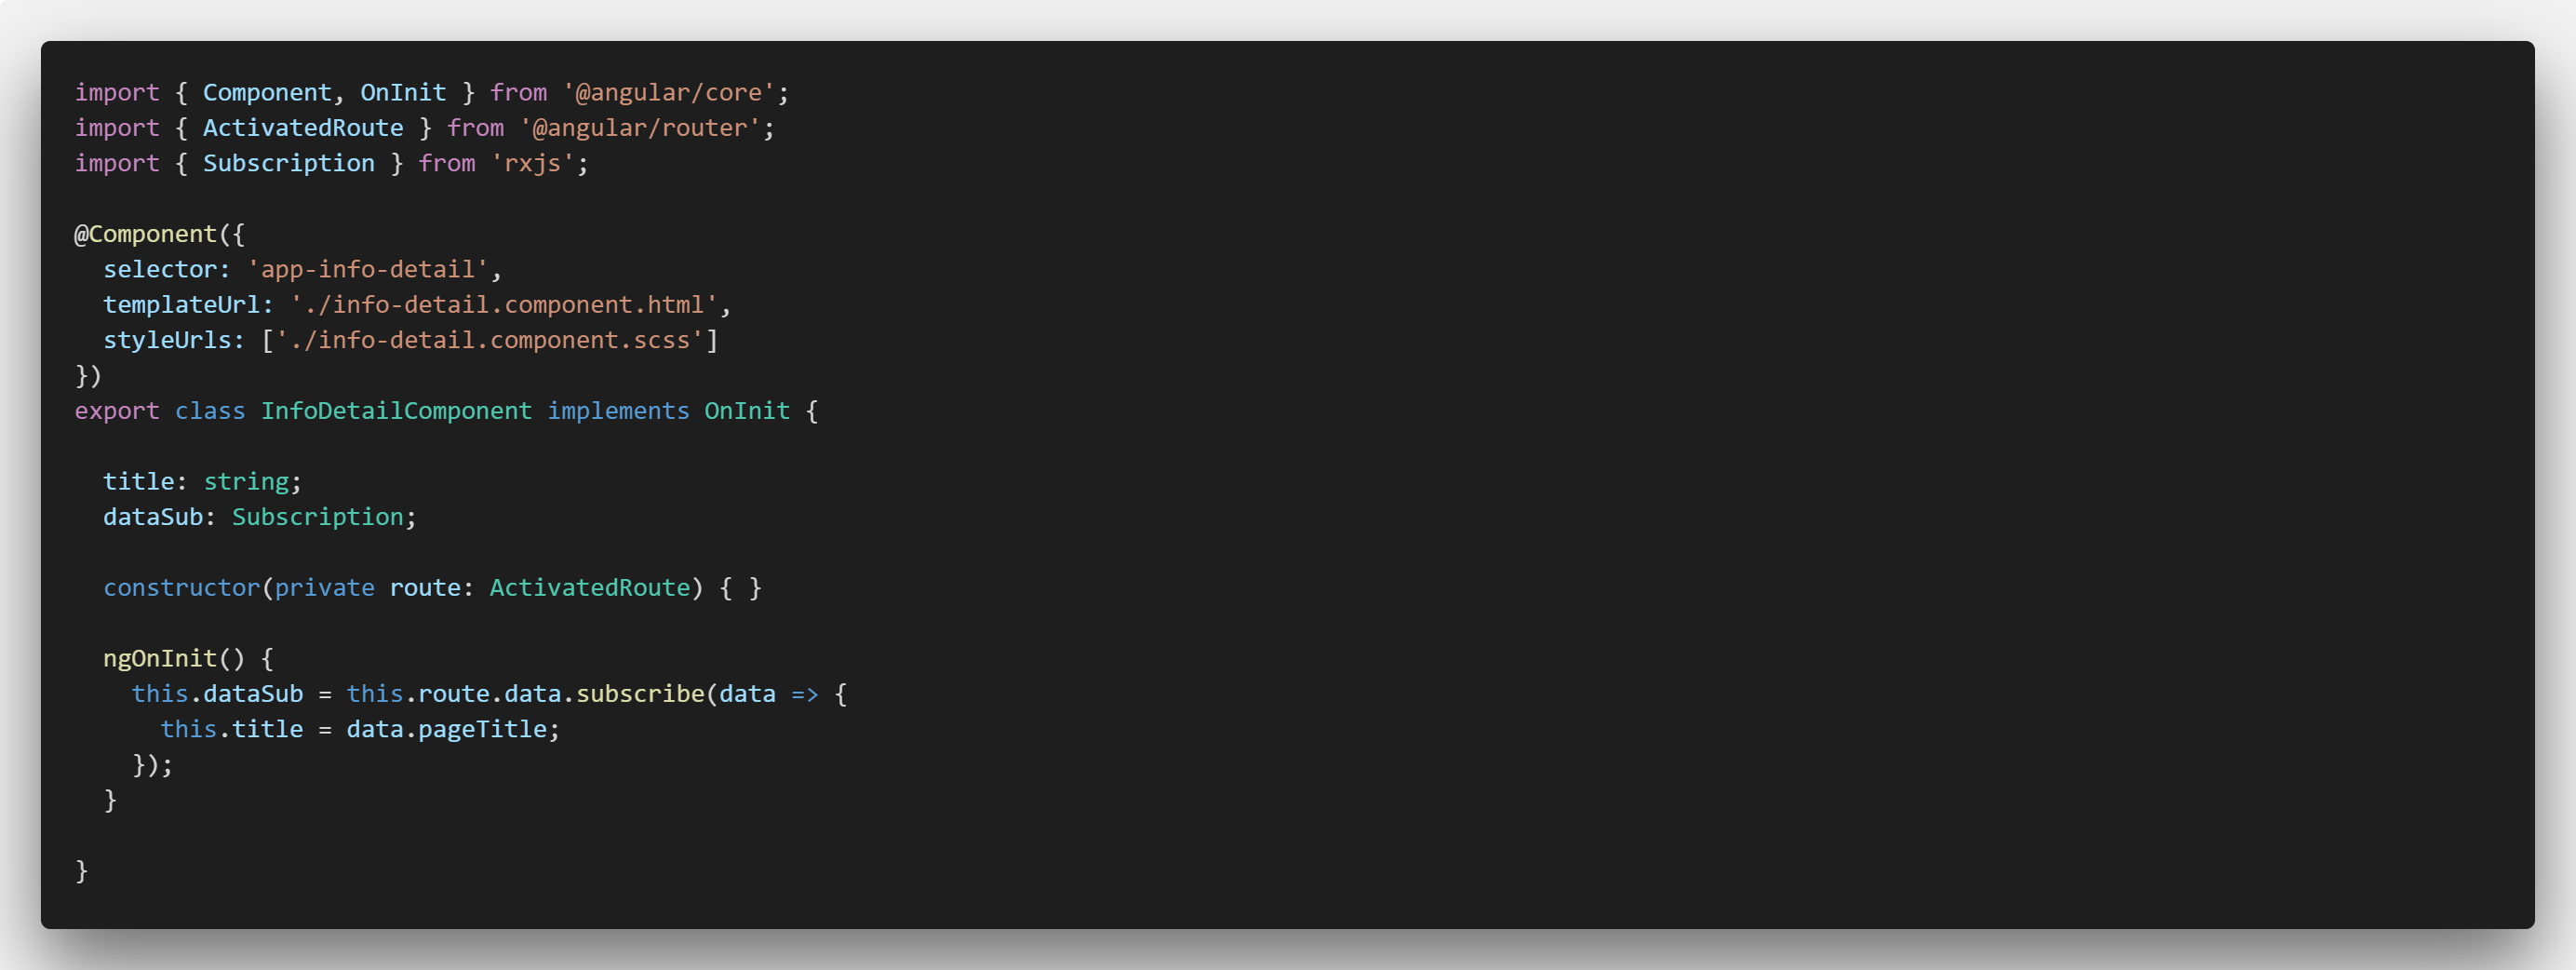 import { Component, OnInit } from '@angular/core';
import { ActivatedRoute } from '@angular/router';
import { Subscription } from 'rxjs';

@Component({
  selector: 'app-info-detail',
  templateUrl: './info-detail.component.html',
  styleUrls: ['./info-detail.component.scss']
})
export class InfoDetailComponent implements OnInit {

  title: string;
  dataSub: Subscription;

  constructor(private route: ActivatedRoute) { }

  ngOnInit() {
    this.dataSub = this.route.data.subscribe(data => {
      this.title = data.pageTitle;
    });
  }

}